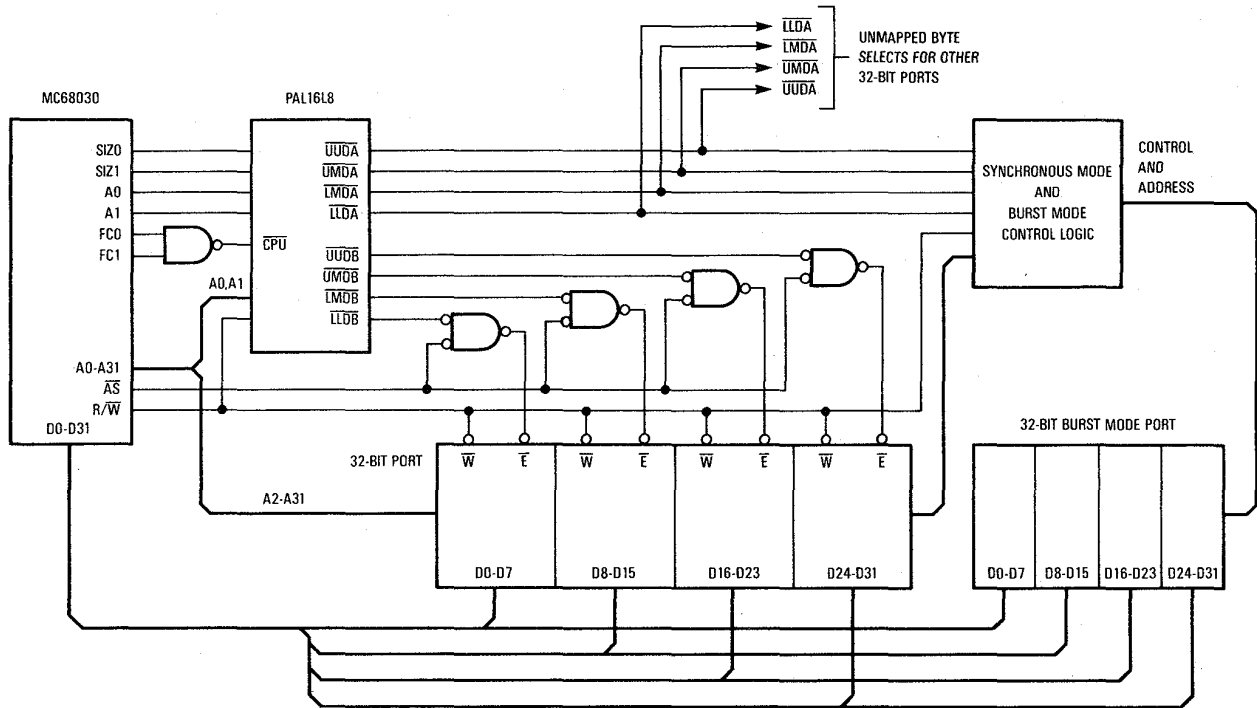 LLDA
LMDA
UMDA
UUDA
UNMAPPED BYTE
SELECTS FOR OTHER
32-BIT PORTS
MC68030
PAL16L8
SIZ0
SIZ1
A0
A1
FC0
FC1
A0,A1
A0-A31
AS
R/W
D0-D31
CPU
UUDA
UMDA
LMDA
LLDA
UUDB
UMDB
LMDB
LLDB
SYNCHRONOUS MODE
AND
BURST MODE
CONTROL LOGIC
CONTROL
AND
ADDRESS
32-BIT PORT
W E W E W E W E
A2-A31
D0-D7 D8-D15 D16-D23 D24-D31
32-BIT BURST MODE PORT
D0-D7 D8-D15 D16-D23 D24-D31